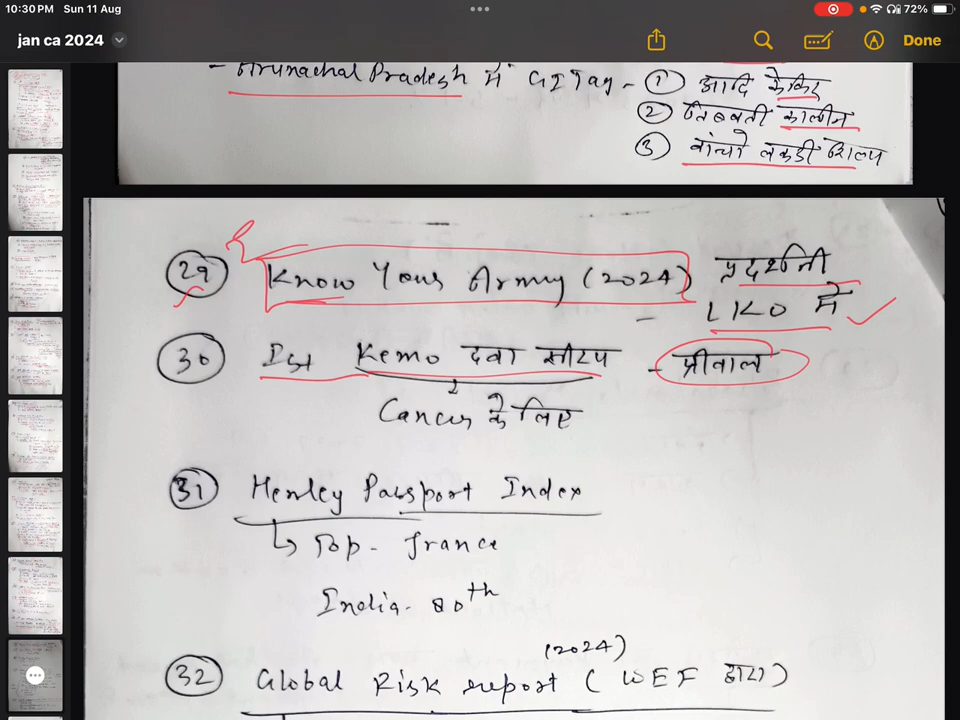 10:30 PM Sun 11 Aug
72%
jan ca 2024
Done
- Arunachal Pradesh में GI Tag - ① आदि केकिर
② तिब्बती कालीन
③ वांचो लकडी शिल्प
29 Know Your Army (2024) प्रदर्शनी
- LKO में
30 Ist Kemo दवा सीरप - प्रीवाल
Cancer के लिए
31 Henley Passport Index
Top - France
India - 80th
(2024)
32 Global Risk report ( WEF द्वारा )